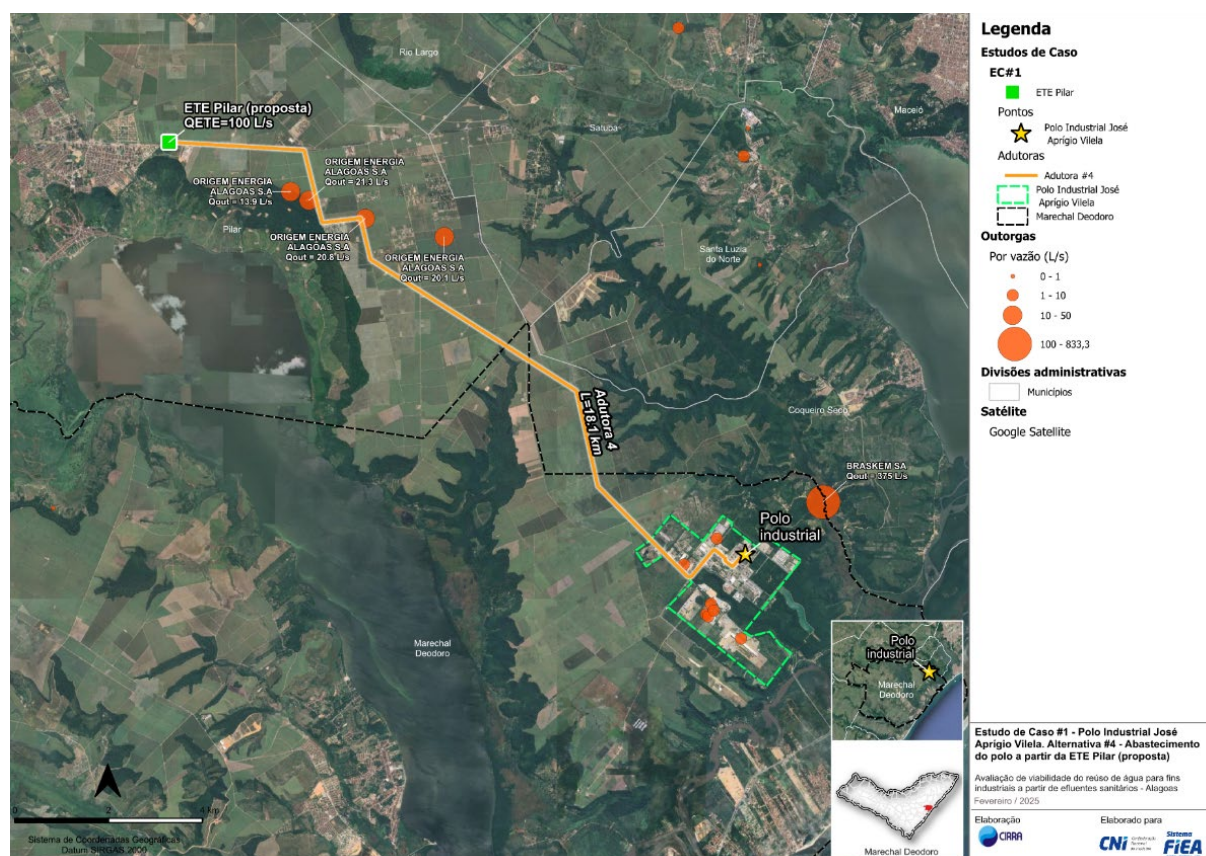 Rio Largo
Maceió
ETE Pilar (proposta)
QETE=100 L/s
Satuba
ORIGEM ENERGIA
ALAGOAS S.A
Qout = 21.3 L/s
ORIGEM ENERGIA
ALAGOAS S.A
Qout = 13.9 L/s
Pilar
ORIGEM ENERGIA
ALAGOAS S.A
Qout = 20.8 L/s
ORIGEM ENERGIA
ALAGOAS S.A
Qout = 20.1 L/s
Santa Luzia
do Norte
Adutora 4
L=18.1 km
Coqueiro Seco
BRASKEM SA
Qout = 375 L/s
Polo
industrial
Marechal
Deodoro
0 2 4 km
Sistema de Coordenadas Geográficas
Datum SIRGAS 2000
Polo
industrial
Marechal
Deodoro
Marechal Deodoro
Legenda
Estudos de Caso
EC#1
ETE Pilar
Pontos
Polo Industrial José
Aprígio Vilela
Adutoras
Adutora #4
Polo Industrial José
Aprígio Vilela
Marechal Deodoro
Outorgas
Por vazão (L/s)
0 - 1
1 - 10
10 - 50
100 - 833,3
Divisões administrativas
Municípios
Satélite
Google Satellite
Estudo de Caso #1 - Polo Industrial José
Aprígio Vilela. Alternativa #4 - Abastecimento
do polo a partir da ETE Pilar (proposta)
Avaliação de viabilidade do reúso de água para fins
industriais a partir de efluentes sanitários - Alagoas
Fevereiro / 2025
Elaboração
CIRRA
Elaborado para
CNi
Sistema
FiEA